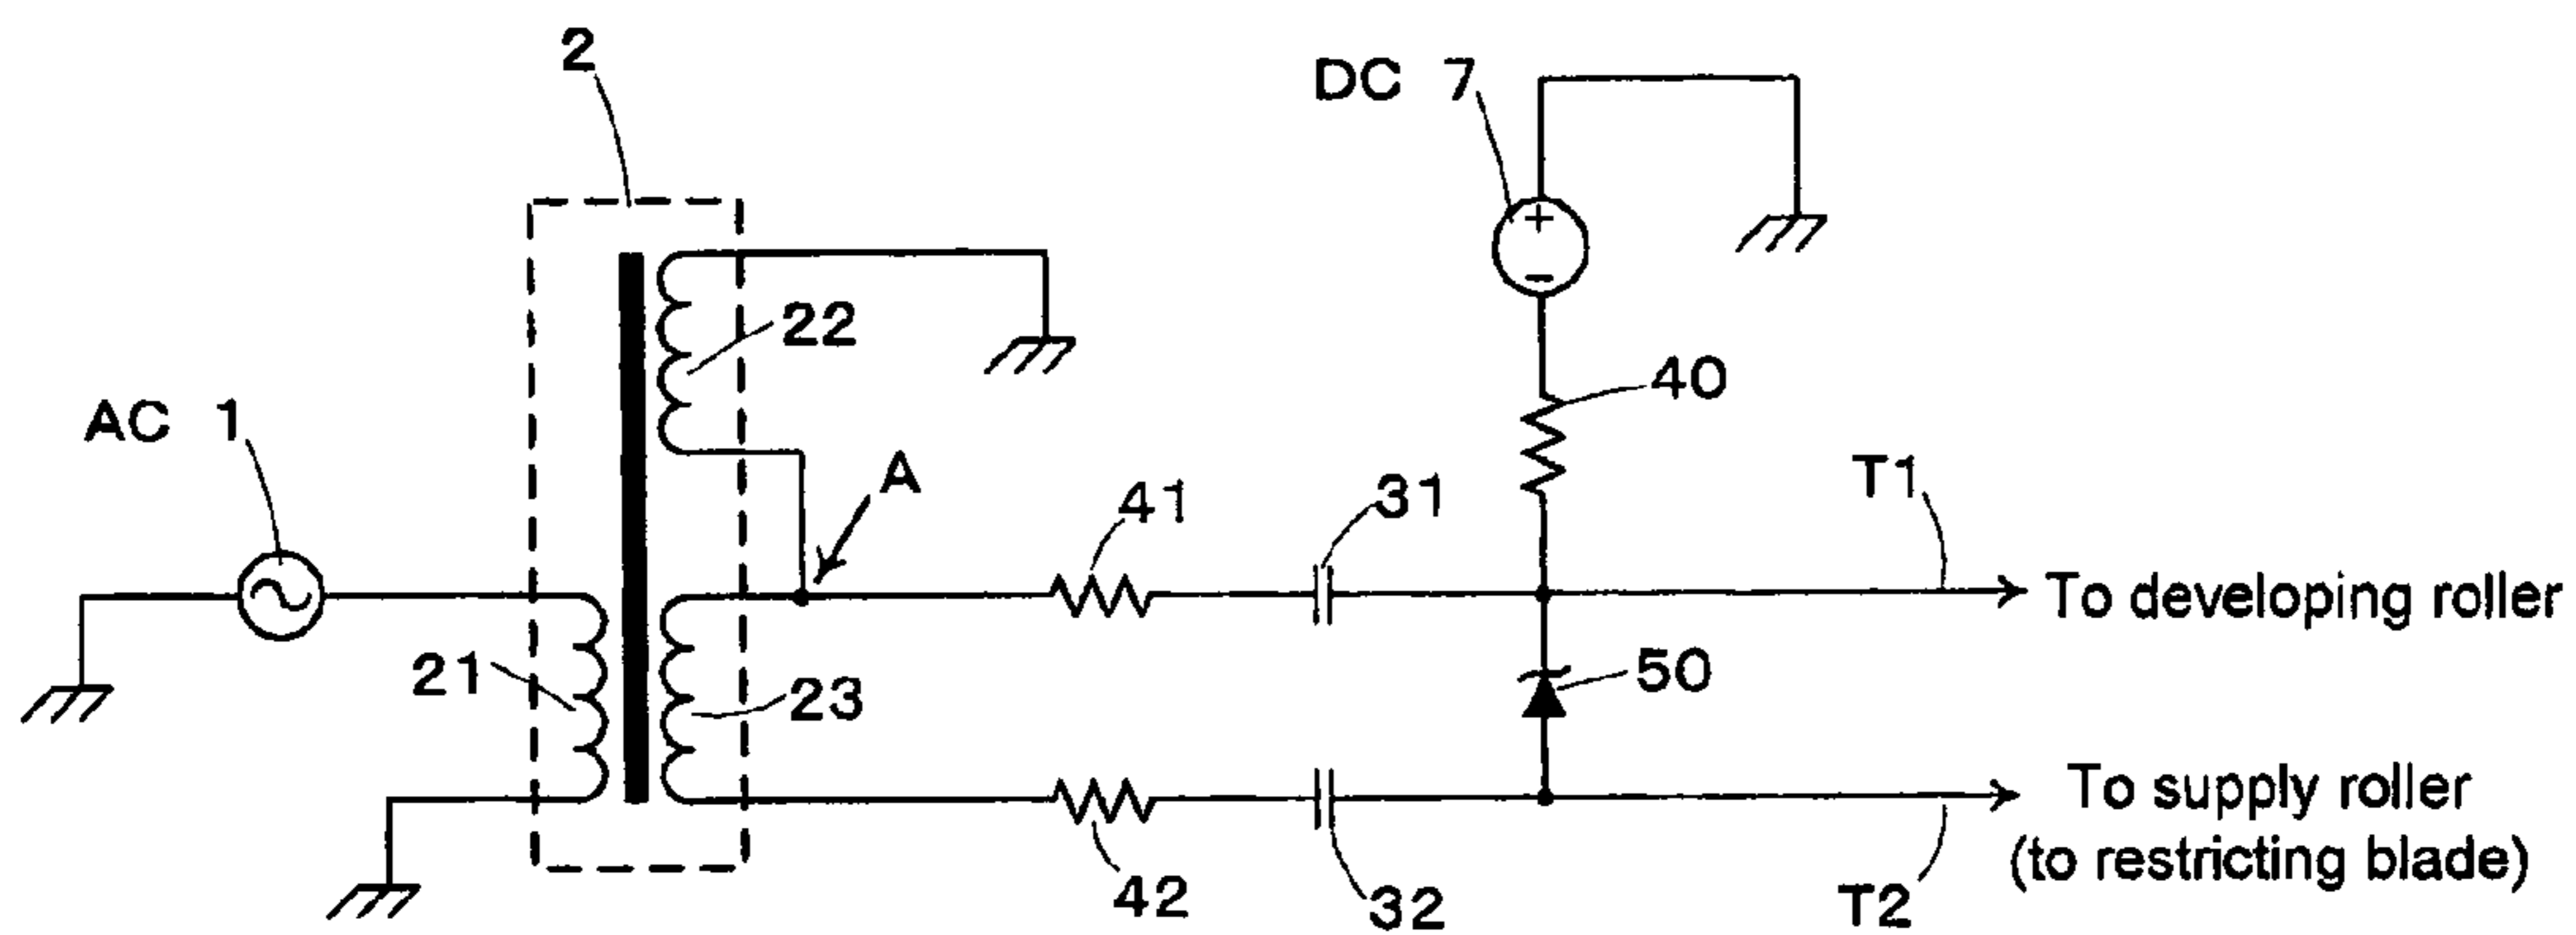 2
DC 7
22
40
AC 1
A
41
31
T1
To developing roller
21
23
50
To supply roller
(to restricting blade)
42
32
T2